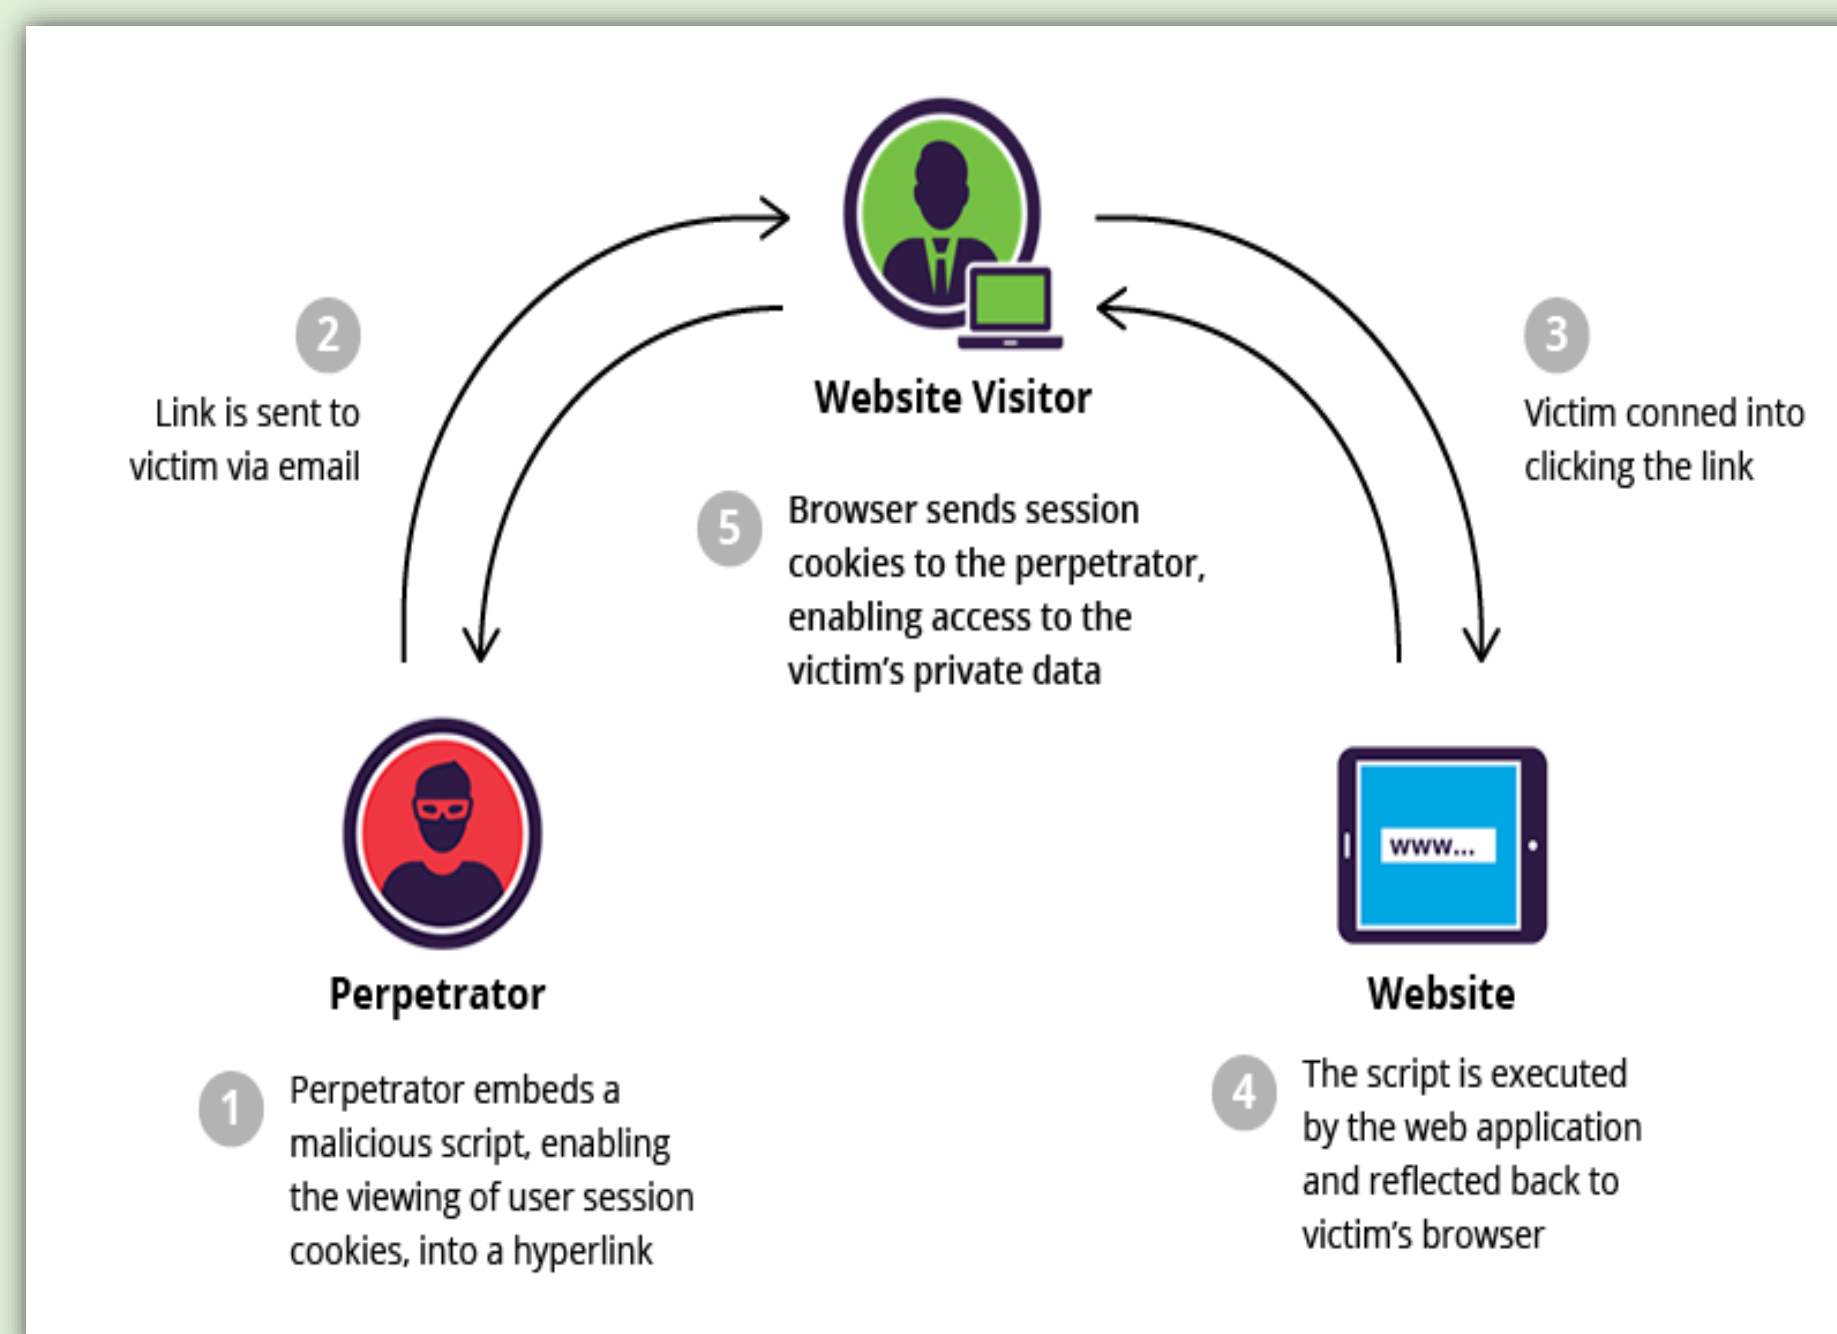 Website Visitor
2
Link is sent to
victim via email
3
Victim conned into
clicking the link
5
Browser sends session
cookies to the perpetrator,
enabling access to the
victim's private data
www...
Perpetrator
Website
1
Perpetrator embeds a
malicious script, enabling
the viewing of user session
cookies, into a hyperlink
4
The script is executed
by the web application
and reflected back to
victim's browser